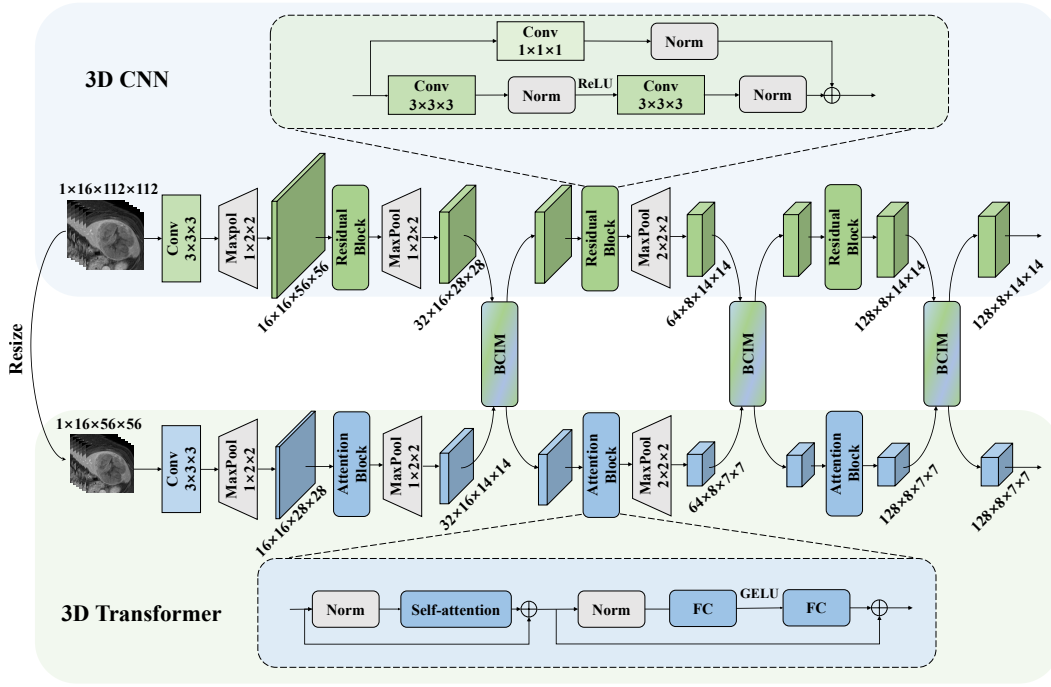 3D CNN
Conv
1×1×1
Norm
Conv
3×3×3
Norm
ReLU
Conv
3×3×3
Norm
1×16×112×112
Conv
3×3×3
Maxpol
1×2×2
16×16×56×56
Residual
Block
MaxPool
1×2×2
32×16×28×28
Residual
Block
MaxPool
2×2×2
64×8×14×14
Residual
Block
128×8×14×14
128×8×14×14
Resize
BCIM
BCIM
BCIM
1×16×56×56
Conv
3×3×3
MaxPool
1×2×2
16×16×28×28
Attention
Block
MaxPool
1×2×2
32×16×14×14
Attention
Block
MaxPool
2×2×2
64×8×7×7
Attention
Block
128×8×7×7
128×8×7×7
3D Transformer
Norm
Self-attention
Norm
FC
GELU
FC